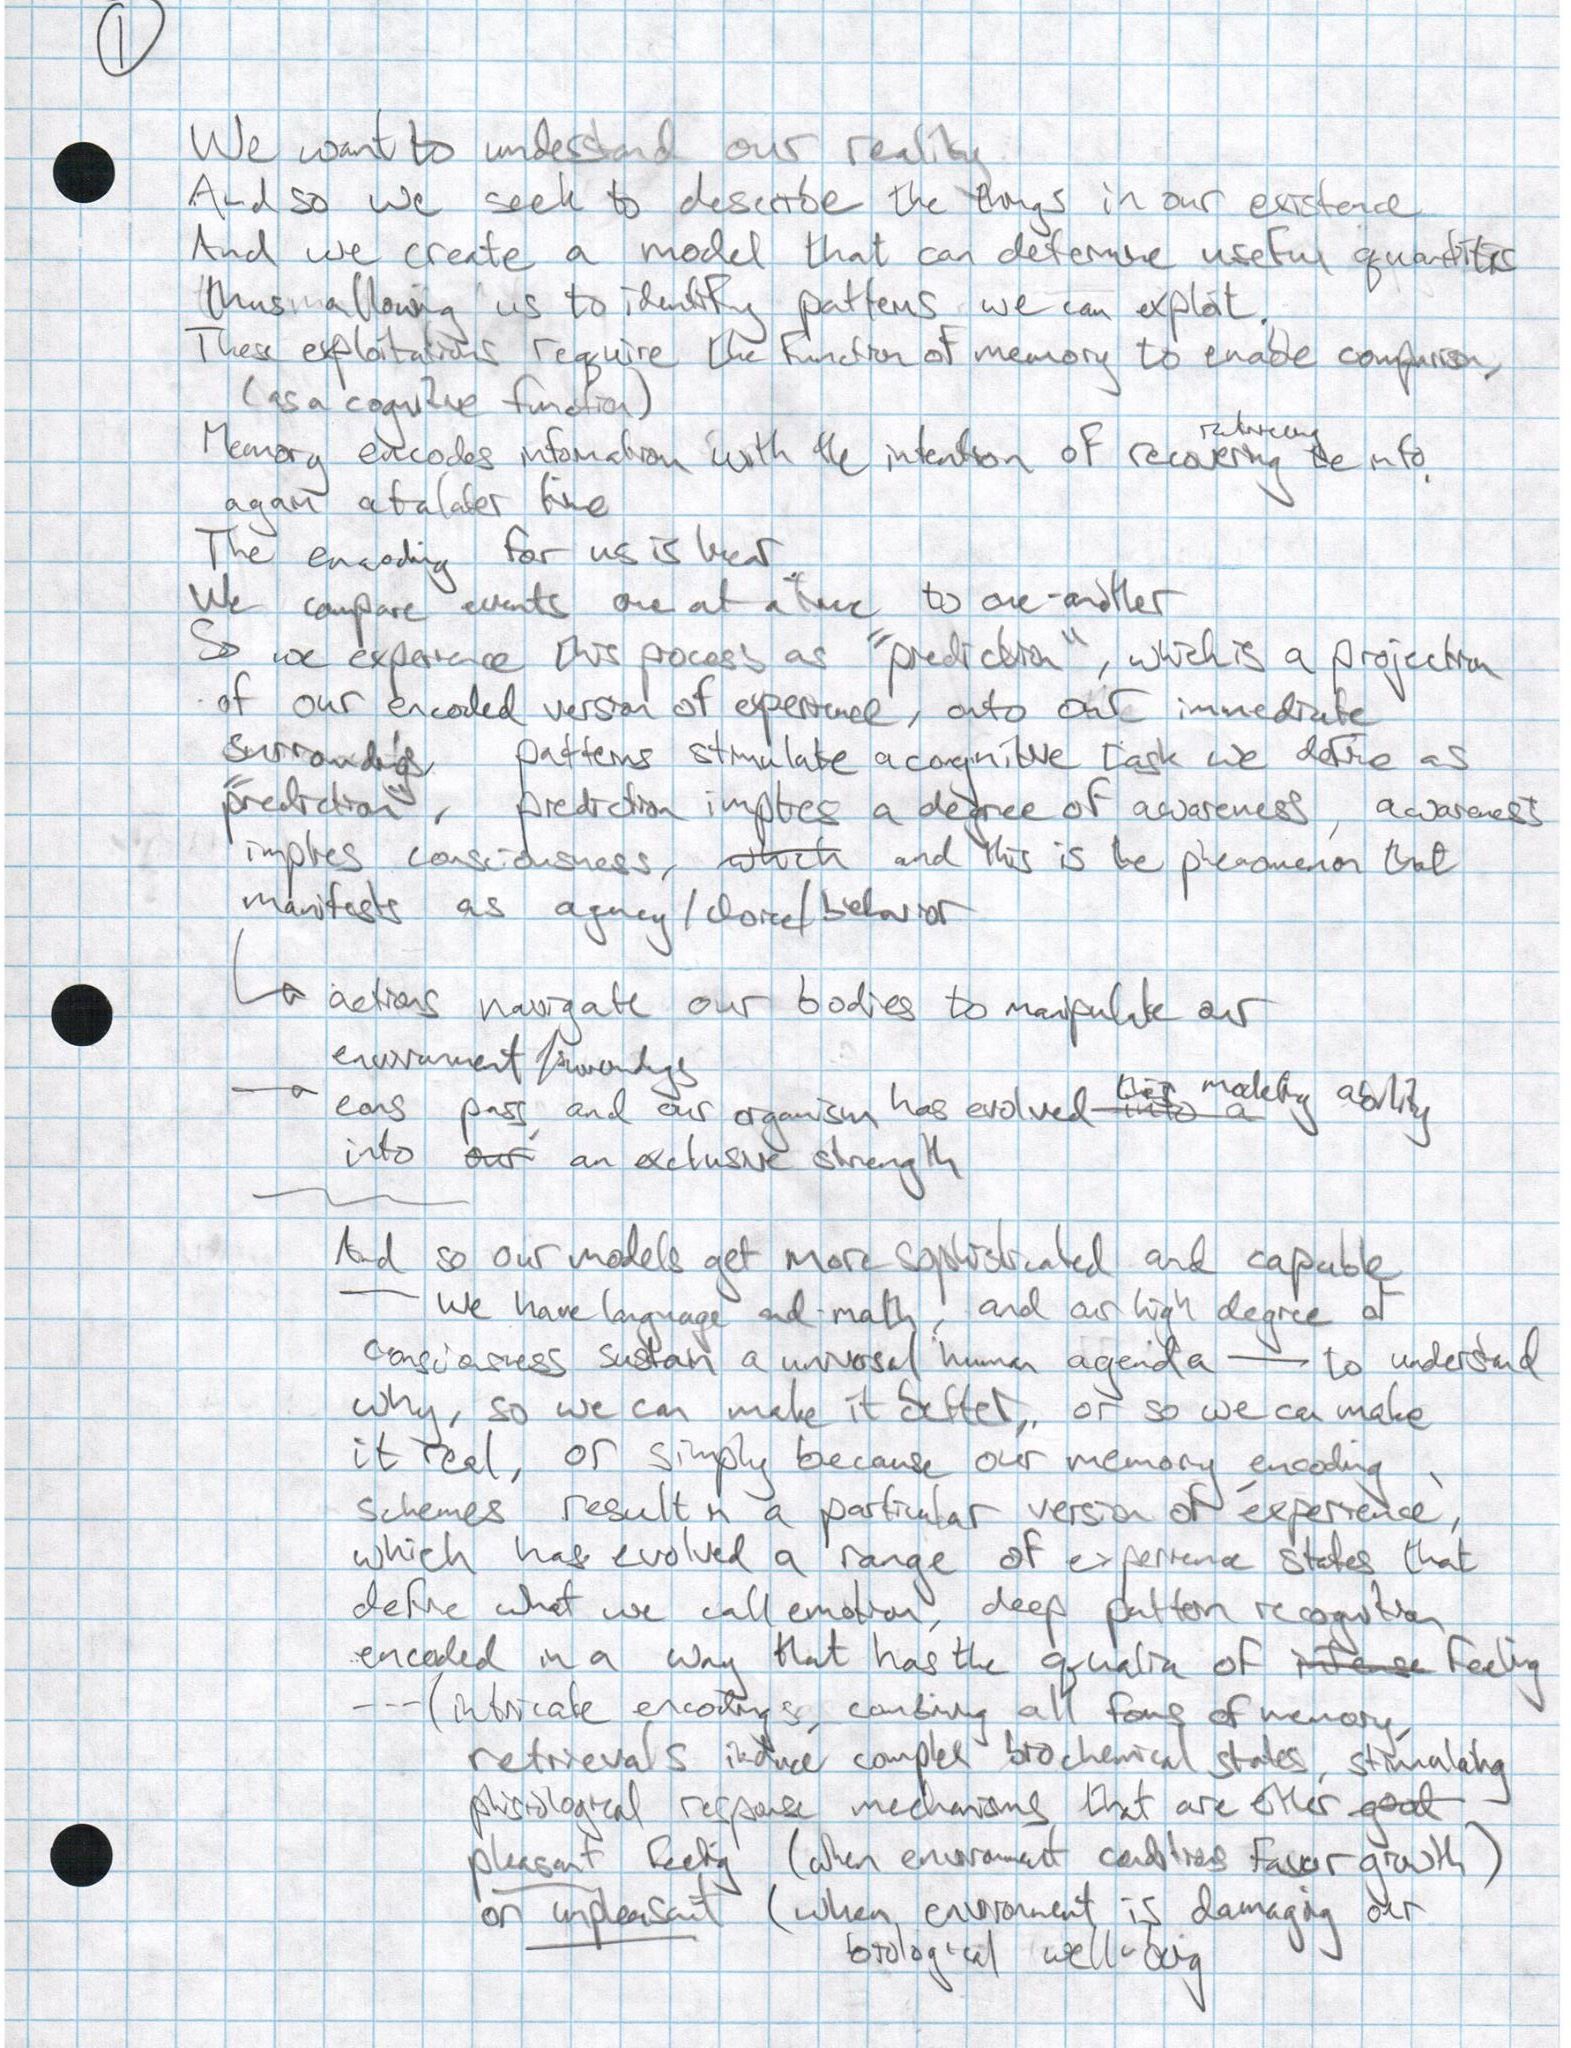 1
We want to understand our reality
And so we seek to describe the things in our existence
And we create a model that can determine useful quantities
thus allowing us to identify patterns we can exploit.
These exploitations require the function of memory to enable comparison,
(as a cognitive function)
Memory encodes information with the intention of recovering the info.
retrieving
again at a later time
The encoding for us is linear.
We compare events one at a time to one-another
So we experience this process as "prediction", which is a projection
of our encoded version of experience, onto our immediate
surroundings, patterns stimulate a cognitive task we define as
"prediction", prediction implies a degree of awareness, awareness
implies consciousness, which and this is the phenomenon that
manifests as agency/choice/behavior
actions navigate our bodies to manipulate our
environment/surroundings
eons pass, and our organism has evolved into a this modeling ability
into our an exclusive strength
And so our models get more sophisticated and capable
— we have language and math, and our high degree of
consciousness sustain a universal human agenda — to understand
why, so we can make it better, or so we can make
it real, or simply because our memory encoding
schemes result in a particular version of experience,
which has evolved a range of experience states that
define what we call emotion, deep pattern recognition
encoded in a way that has the qualia of intense feeling
---(intricate encodings, combining all forms of memory,
retrievals induce complex biochemical states, stimulating
physiological response mechanisms that are either good
pleasant feeling (when environment conditions favor growth)
or unpleasant (when environment is damaging our
biological well-being